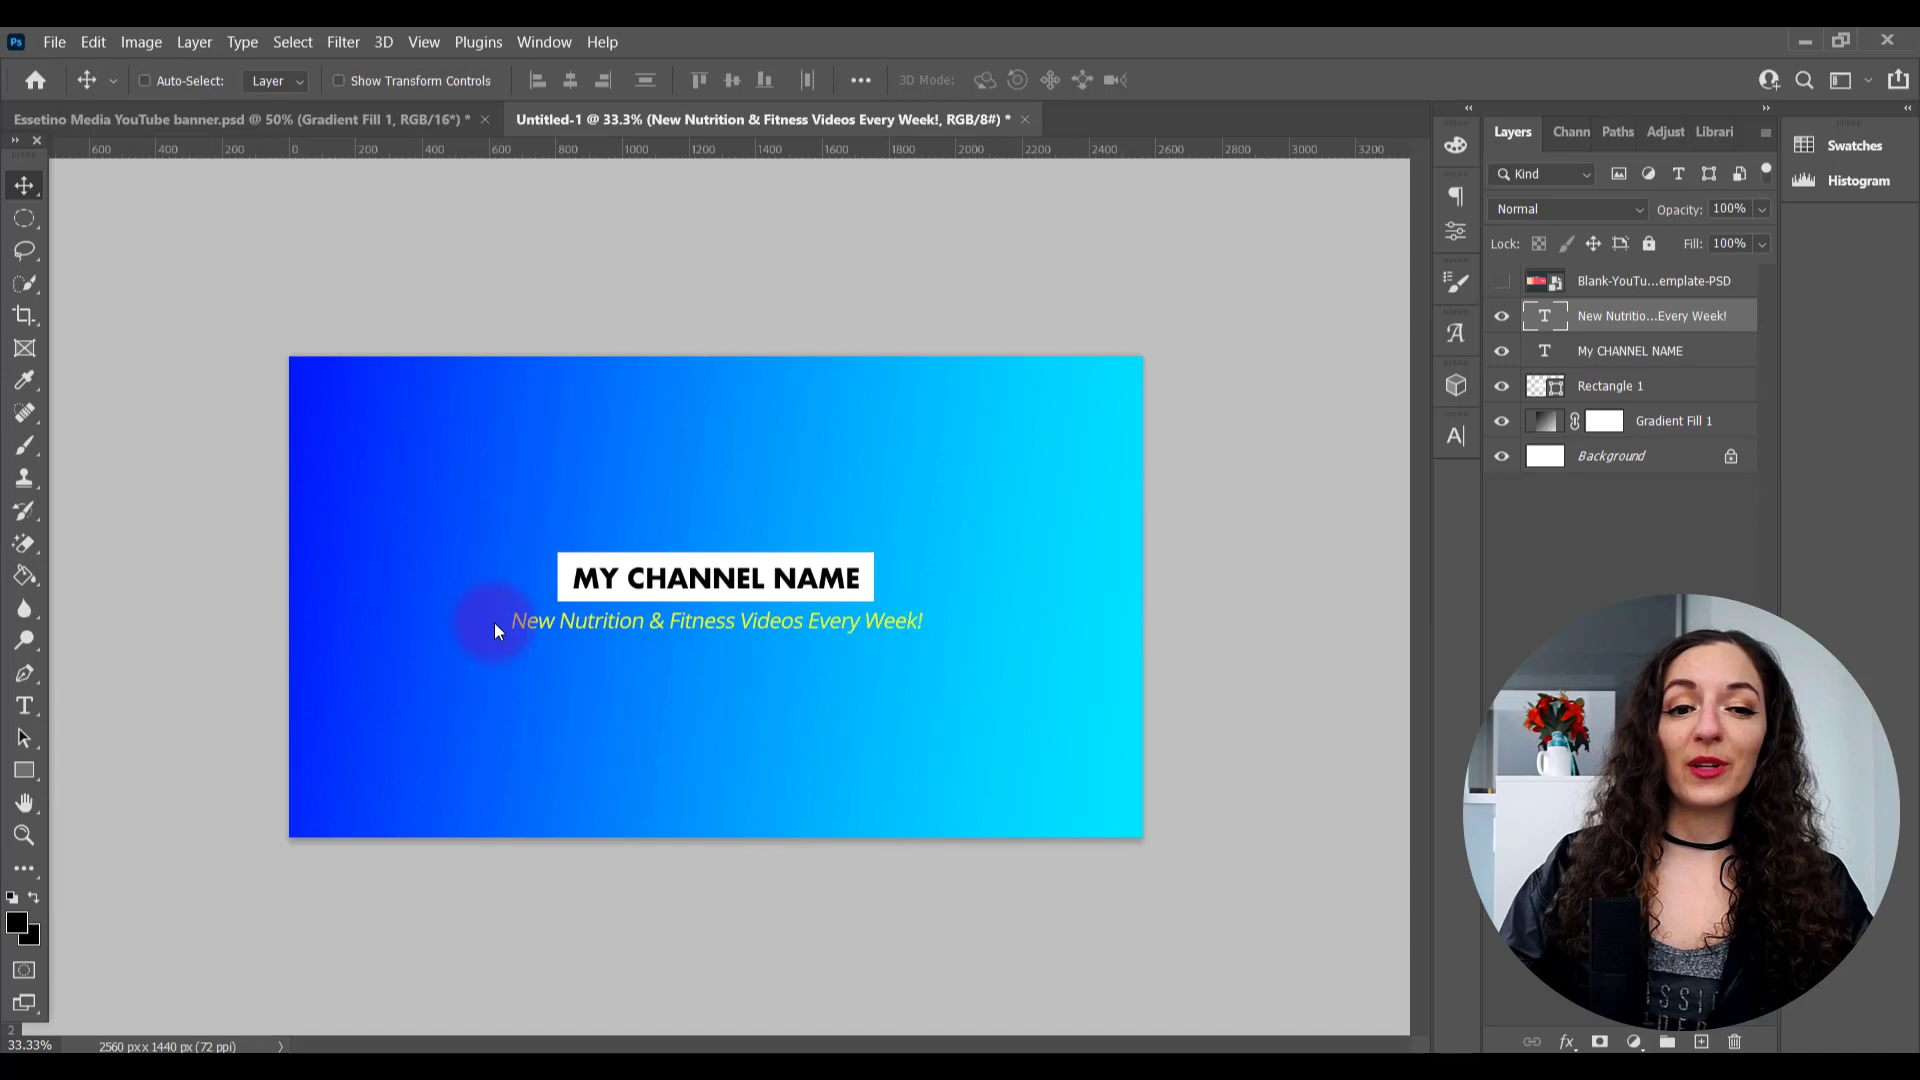 Ps File Edit Image Layer Type Select Filter 3D View Plugins Window Help
Auto-Select: Layer Show Transform Controls 3D Mode:
Essetino Media YouTube banner.psd @ 50% (Gradient Fill 1, RGB/16*) * Untitled-1 @ 33.3% (New Nutrition & Fitness Videos Every Week!, RGB/8#) *
600 400 200 0 200 400 600 800 1000 1200 1400 1600 1800 2000 2200 2400 2600 2800 3000 3200
Layers Chann Paths Adjust Librari
Swatches
Histogram
Kind
Normal Opacity: 100%
Lock: Fill: 100%
Blank-YouTu...emplate-PSD
New Nutritio...Every Week!
My CHANNEL NAME
Rectangle 1
Gradient Fill 1
Background
MY CHANNEL NAME
New Nutrition & Fitness Videos Every Week!
2
33.33% 2560 px x 1440 px (72 ppi)